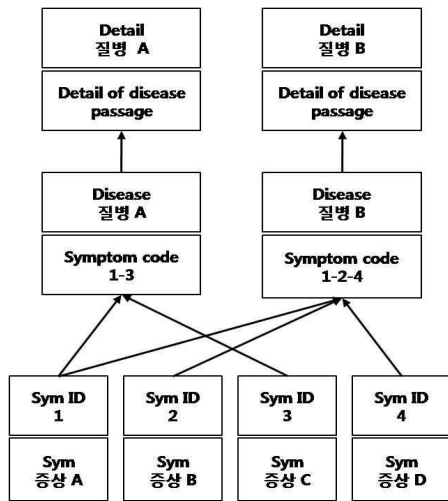 Detail
질병 A
Detail
질병 B
Detail of disease
passage
Detail of disease
passage
Disease
질병 A
Disease
질병 B
Symptom code
1-3
Symptom code
1-2-4
Sym ID
1
Sym ID
2
Sym ID
3
Sym ID
4
Sym
증상 A
Sym
증상 B
Sym
증상 C
Sym
증상 D